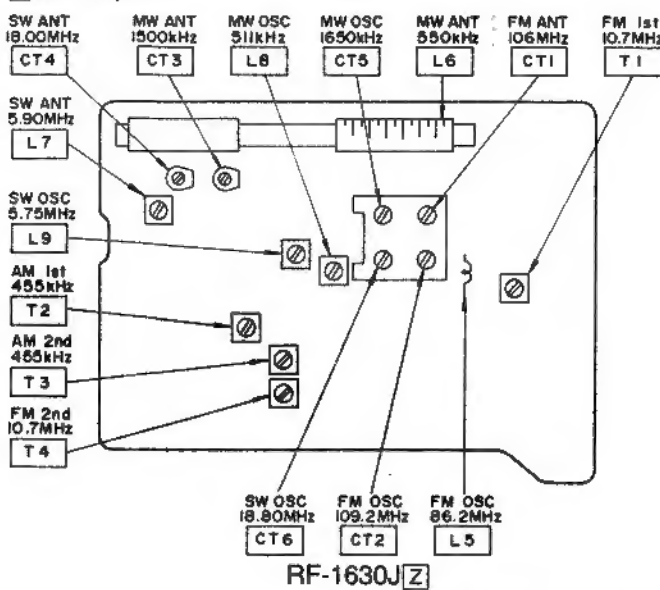 SW ANT
18.00MHz
CT4
MW ANT
1500kHz
CT3
MW OSC
511kHz
L8
MW OSC
1650kHz
CT5
MW ANT
550kHz
L6
FM ANT
106MHz
CT1
FM 1st
10.7MHz
T1
SW ANT
5.90MHz
L7
SW OSC
5.75MHz
L9
AM 1st
455kHz
T2
AM 2nd
455kHz
T3
FM 2nd
10.7MHz
T4
SW OSC
18.80MHz
CT6
FM OSC
109.2MHz
CT2
FM OSC
86.2MHz
L5
RF-1630J Z